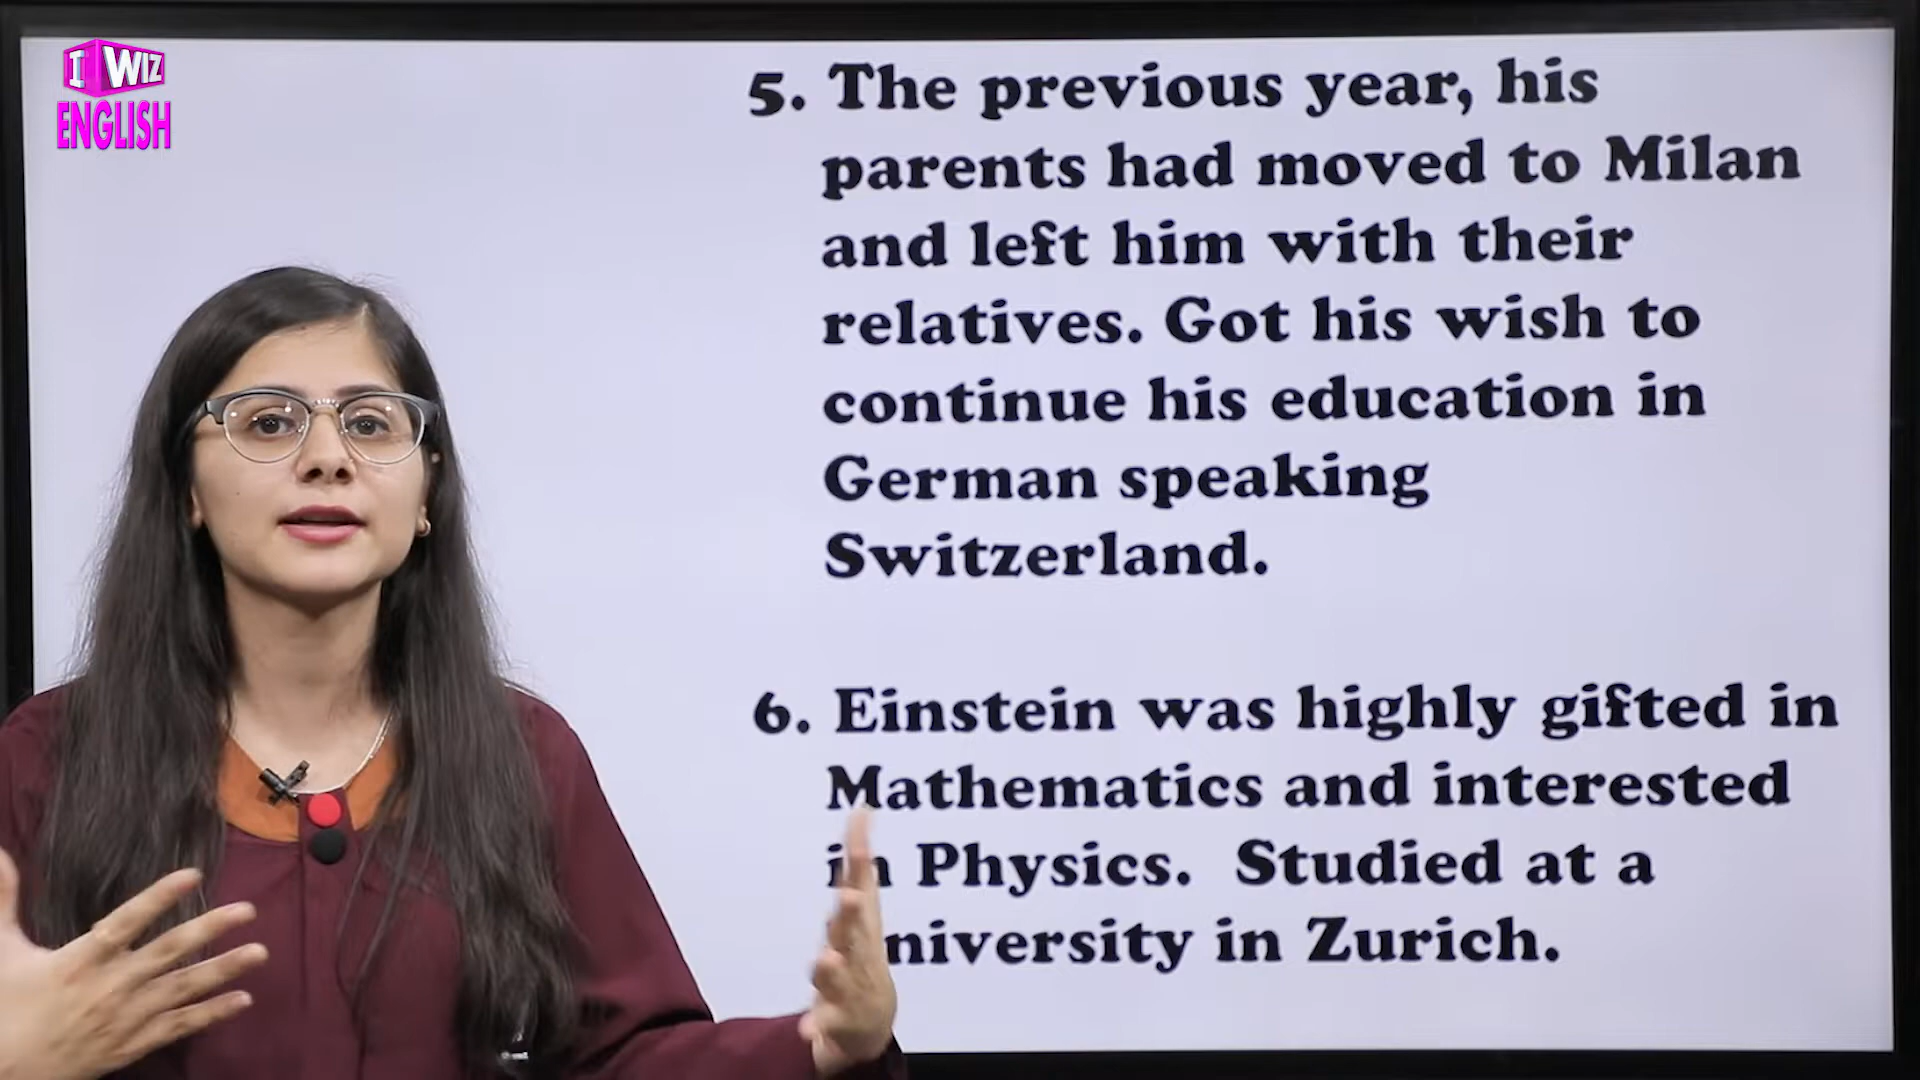 I WIZ
ENGLISH
5. The previous year, his
parents had moved to Milan
and left him with their
relatives. Got his wish to
continue his education in
German speaking
Switzerland.
6. Einstein was highly gifted in
Mathematics and interested
in Physics. Studied at a
niversity in Zurich.